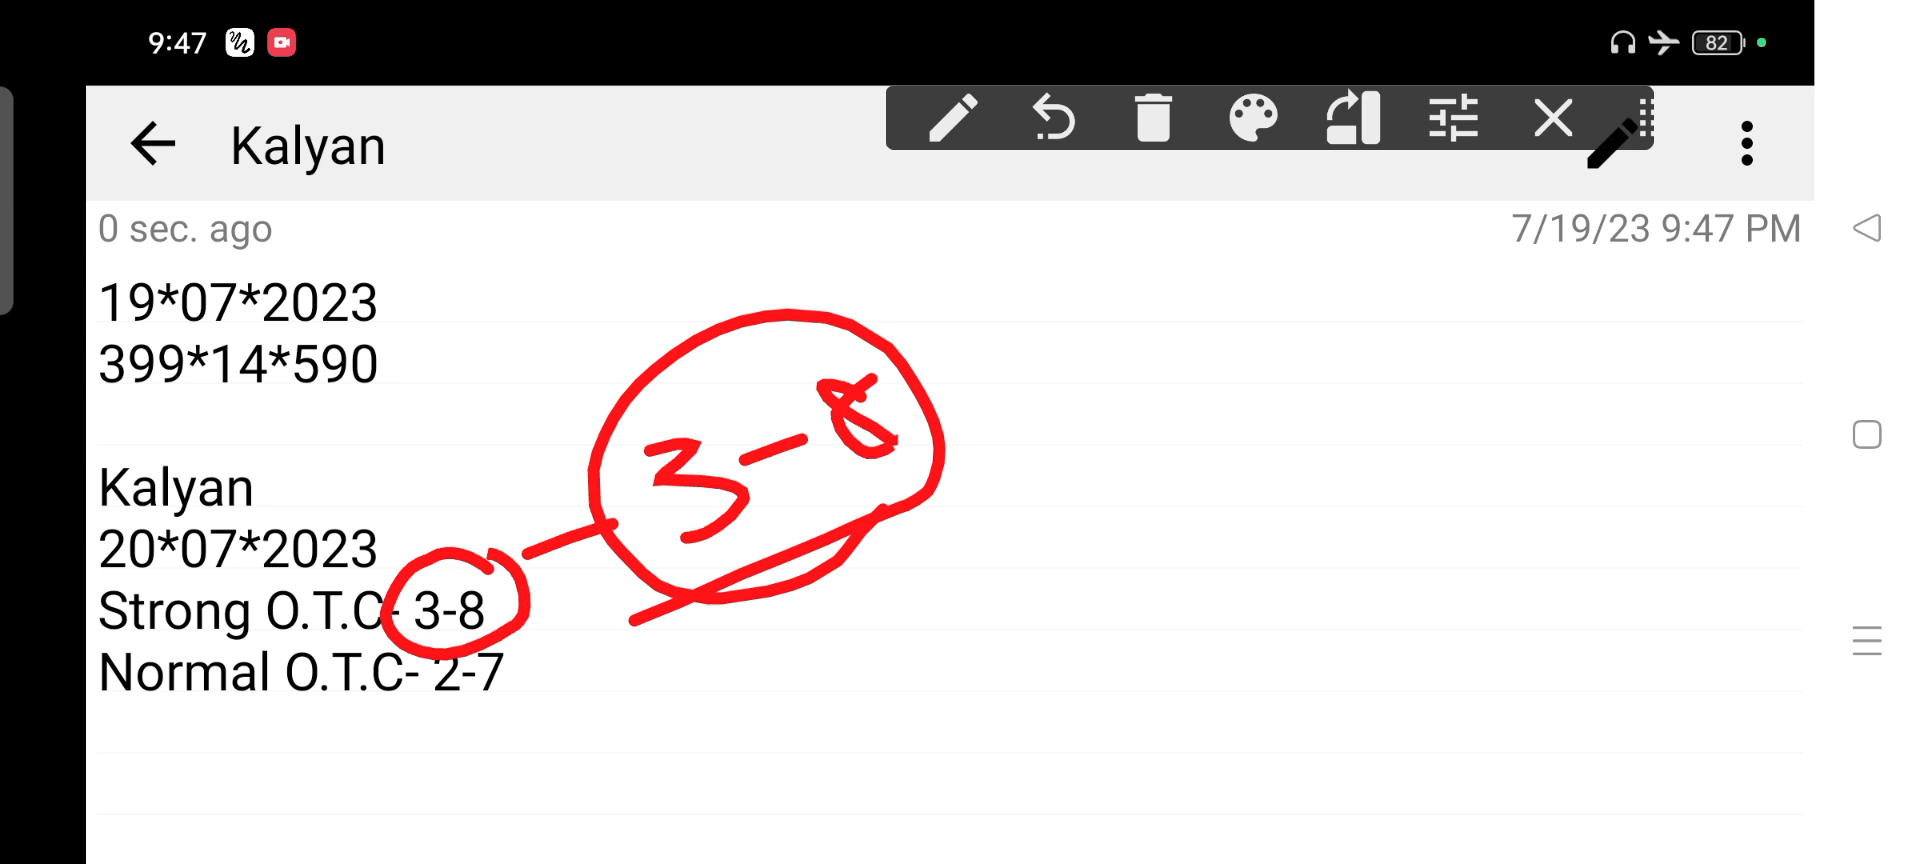 9:47
82
Kalyan
0 sec. ago
7/19/23 9:47 PM
19*07*2023
399*14*590
3-8
Kalyan
20*07*2023
Strong O.T.C- 3-8
Normal O.T.C- 2-7